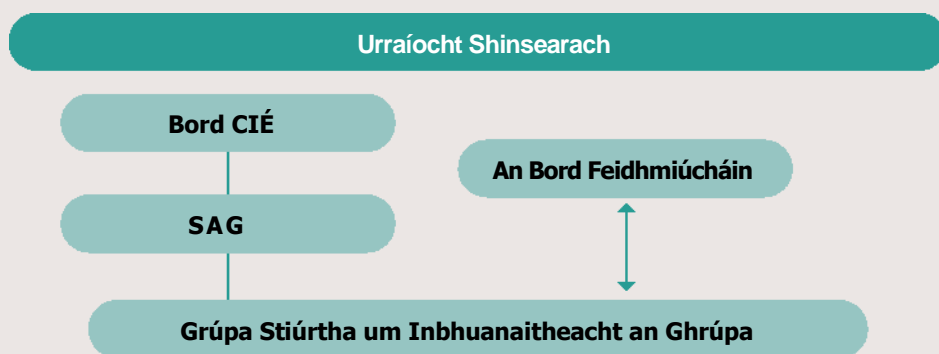 Urraíocht Shinsearach
Bord CIÉ
An Bord Feidhmiúcháin
SAG
Grúpa Stiúrtha um Inbhuanaitheacht an Ghrúpa